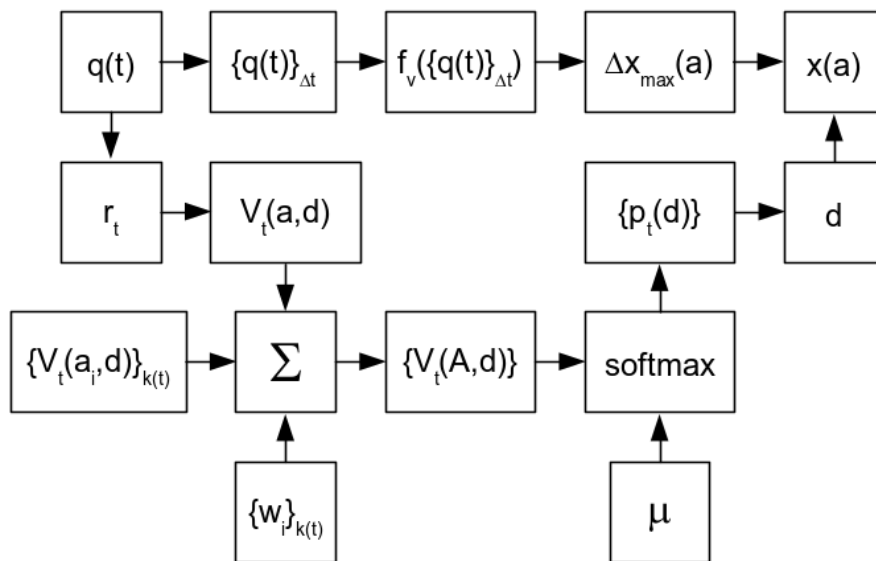 q(t)
{q(t)}Δt
fv({q(t)}Δt)
Δxmax(a)
x(a)
rt
Vt(a,d)
{pt(d)}
d
{Vt(ai,d)}k(t)
Σ
{Vt(A,d)}
softmax
{wi}k(t)
μ